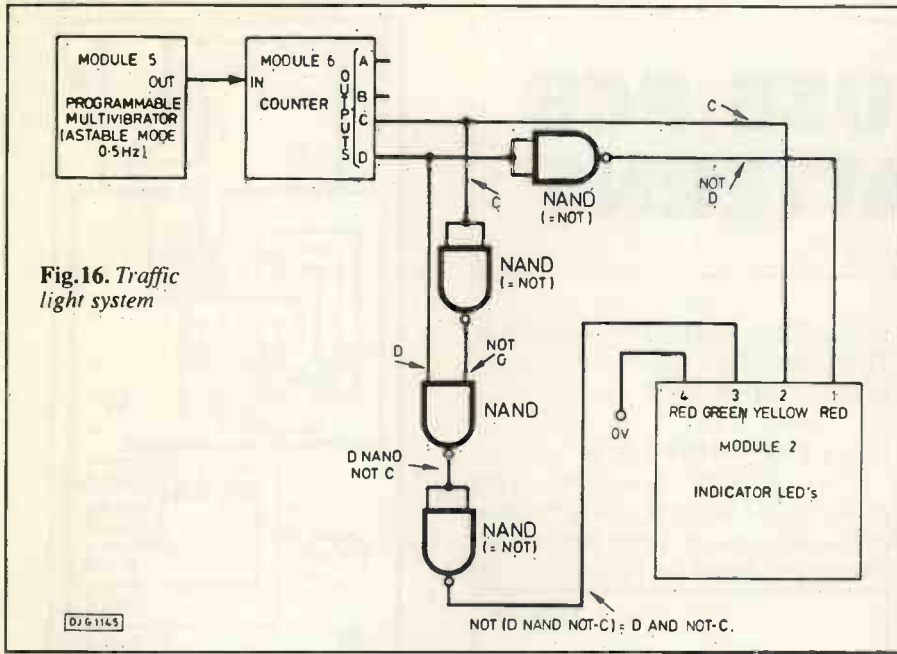 MODULE 5
OUT
PROGRAMMABLE
MULTIVIBRATOR
[ASTABLE MODE
0·5Hz]
MODULE 6
IN
COUNTER
OUTPUTS
A
B
C
D
C
C
NAND
(=NOT)
NOT
D
NAND
(=NOT)
Fig.16. Traffic
light system
D
NOT
C
NAND
D NAND
NOT C
NAND
(=NOT)
0V
4 3 2 1
RED GREEN YELLOW RED
MODULE 2
INDICATOR LED's
NOT (D NAND NOT-C) = D AND NOT-C.
DJG1145